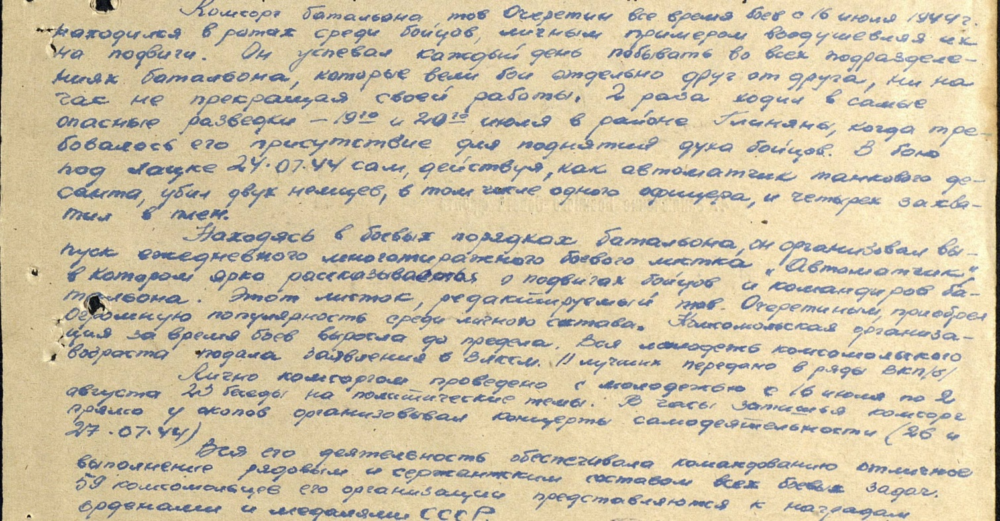 Комсорг батальона тов Очеретин все время боев с 16 июля 1944г.
находился в ротах среди бойцов, личным примером воодушевляя их
на подвиги. Он успевал каждый день побывать во всех подразделе-
ниях батальона, которые вели бои отдельно друг от друга, ни на
час не прекращая своей работы. 2 раза ходил в самые
опасные разведки – 19го и 20го июля в районе Глиняны, когда тре-
бовалось его присутствие для поднятия духа бойцов. В бою
под Лацке 24.07.44 сам, действуя, как автоматчик танкового де-
санта, убил двух немцев, в том числе одного офицера, и четырех захва-
тил в плен.
Находясь в боевых порядках батальона, он организовал вы-
пуск ежедневного многотиражного боевого листка „Автоматчик“,
в котором ярко рассказывается о подвигах бойцов и командиров ба-
тальона. Этот листок, редактируемый тов. Очеретиным, приобрел
огромную популярность среди личного состава. Комсомольская организа-
ция за время боев выросла до предела. Вся молодежь комсомольского
возраста подала заявления в ВЛКСМ. 11 лучших передано в ряды ВКП/б/
Лично комсоргом проведено с молодежью с 16 июля по 2
августа 23 беседы на политические темы. В часы затишья комсорг
прямо у окопов организовывал концерты самодеятельности (26 и
27.07.44)
Вся его деятельность обеспечивала командованию отличное
выполнение рядовым и сержантским составом всех боевых задач.
59 комсомольцев его организации представляются к наградам
орденами и медалями СССР.